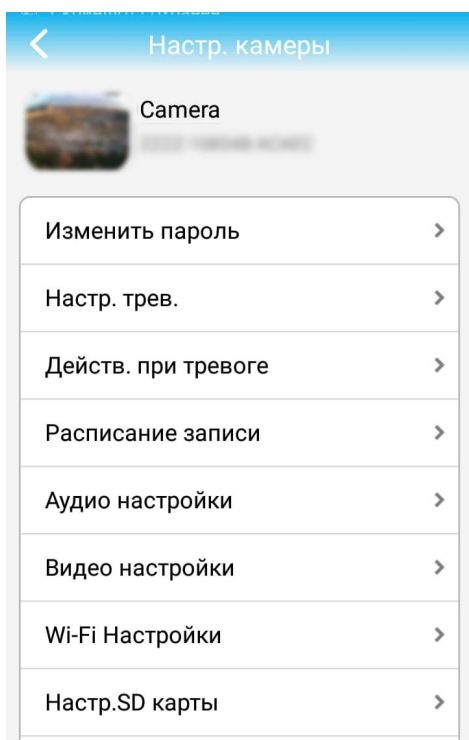 Настр. камеры
Camera
Изменить пароль
Настр. трев.
Действ. при тревоге
Расписание записи
Аудио настройки
Видео настройки
Wi-Fi Настройки
Настр.SD карты